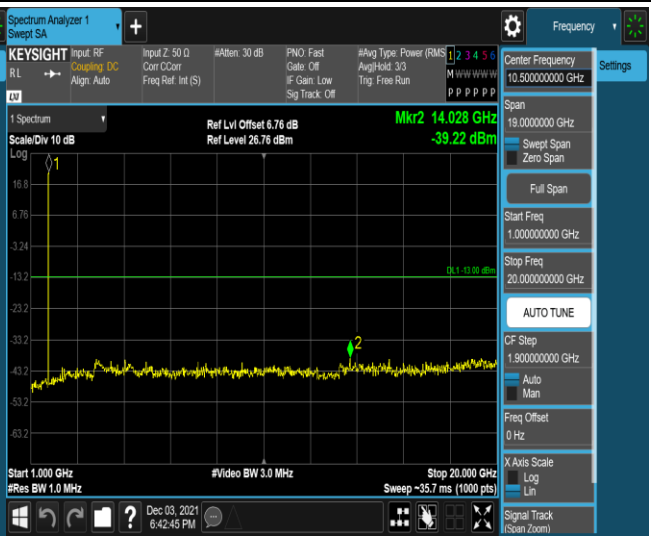 Spectrum Analyzer 1
Swept SA
Frequency
KEYSIGHT
Input: RF
Input Z: 50 Ω
#Atten: 30 dB
PNO: Fast
#Avg Type: Power (RMS
1 2 3 4 5 6
R L
Coupling: DC
Corr CCorr
Gate: Off
Avg|Hold: 3/3
M W W W W W
Align: Auto
Freq Ref: Int (S)
IF Gain: Low
Trig: Free Run
Sig Track: Off
P P P P P P
LXI
1 Spectrum
Ref Lvl Offset 6.76 dB
Mkr2 14.028 GHz
Scale/Div 10 dB
Ref Level 26.76 dBm
-39.22 dBm
Log
1
16.8
6.76
-3.24
-13.2
DL1 -13.00 dBm
-23.2
-33.2
2
-43.2
-53.2
-63.2
Start 1.000 GHz
#Video BW 3.0 MHz
Stop 20.000 GHz
#Res BW 1.0 MHz
Sweep ~35.7 ms (1000 pts)
?
Dec 03, 2021
6:42:45 PM
Center Frequency
10.500000000 GHz
Span
19.0000000 GHz
Swept Span
Zero Span
Full Span
Start Freq
1.000000000 GHz
Stop Freq
20.000000000 GHz
AUTO TUNE
CF Step
1.900000000 GHz
Auto
Man
Freq Offset
0 Hz
X Axis Scale
Log
Lin
Signal Track
(Span Zoom)
Settings